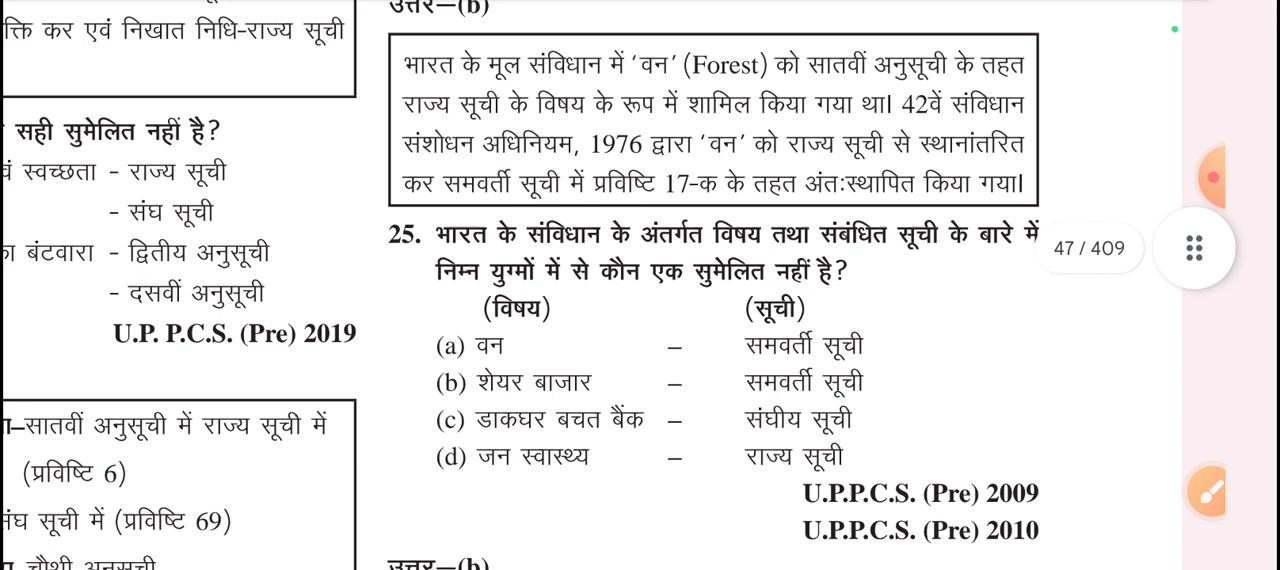 क्ति कर एवं निखात निधि-राज्य सूची
सही सुमेलित नहीं है?
वं स्वच्छता - राज्य सूची
- संघ सूची
का बंटवारा - द्वितीय अनुसूची
- दसवीं अनुसूची
U.P. P.C.S. (Pre) 2019
–सातवीं अनुसूची में राज्य सूची में
(प्रविष्टि 6)
संघ सूची में (प्रविष्टि 69)
चौथी अनुसूची
उत्तर–(b)
भारत के मूल संविधान में ‘वन’ (Forest) को सातवीं अनुसूची के तहत
राज्य सूची के विषय के रूप में शामिल किया गया था। 42वें संविधान
संशोधन अधिनियम, 1976 द्वारा ‘वन’ को राज्य सूची से स्थानांतरित
कर समवर्ती सूची में प्रविष्टि 17-क के तहत अंतःस्थापित किया गया।
25. भारत के संविधान के अंतर्गत विषय तथा संबंधित सूची के बारे में
निम्न युग्मों में से कौन एक सुमेलित नहीं है?
(विषय) (सूची)
(a) वन – समवर्ती सूची
(b) शेयर बाजार – समवर्ती सूची
(c) डाकघर बचत बैंक – संघीय सूची
(d) जन स्वास्थ्य – राज्य सूची
U.P.P.C.S. (Pre) 2009
U.P.P.C.S. (Pre) 2010
उत्तर–(b)
47 / 409